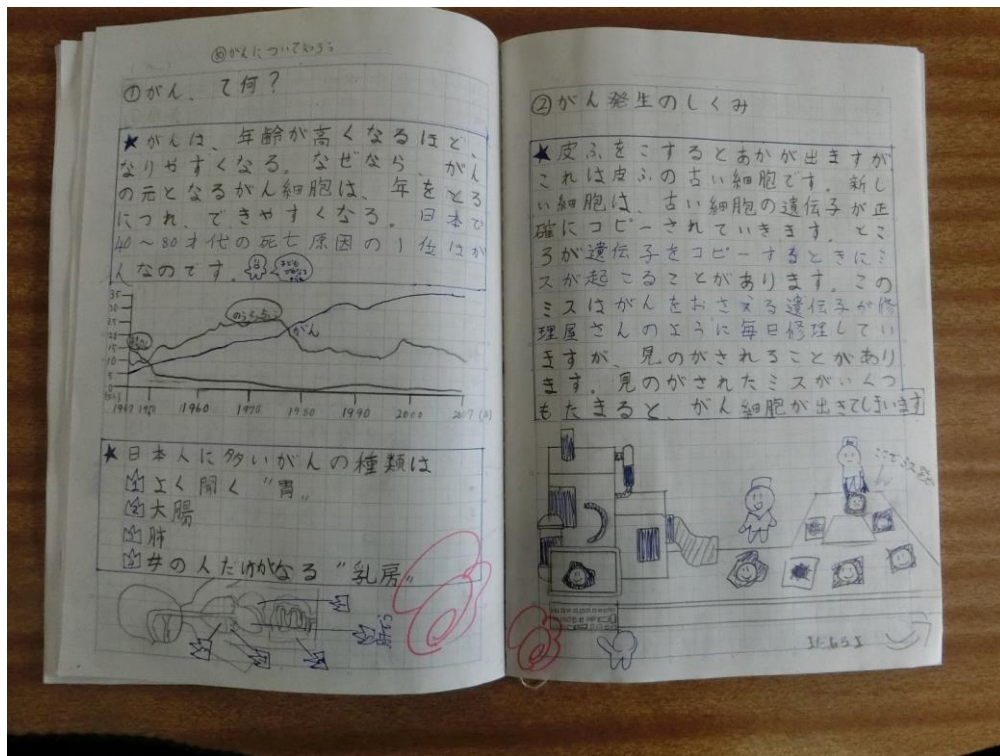 めがんについて知ろう
①がん、て何？
★がんは、年齢が高くなるほど、
なりやすくなる。なぜなら、がん
の元となるがん細胞は、年をとる
につれ、できやすくなる。日本で
40〜80才代の死亡原因の1位はが
んなのです。
35
30
25
20
15
10
5
0
のうそっちゅう
がん
1947 1950 1960 1970 1980 1990 2000 2007
★日本人に多いがんの種類は
1 よく聞く〝胃〟
2 大腸
3 肺
女の人だけがなる〝乳房〟
②がん発生のしくみ
★皮ふをこするとあかが出ますが
これは皮ふの古い細胞です。新し
い細胞は、古い細胞の遺伝子が正
確にコピーされていきます。とこ
ろが遺伝子をコピーするときにミ
スが起こることがあります。この
ミスはがんをおさえる遺伝子が修
理屋さんのように毎日修理してい
ますが、見のがされることがあり
ます。見のがされたミスがいくつ
もたまると、がん細胞が出きてしまいます